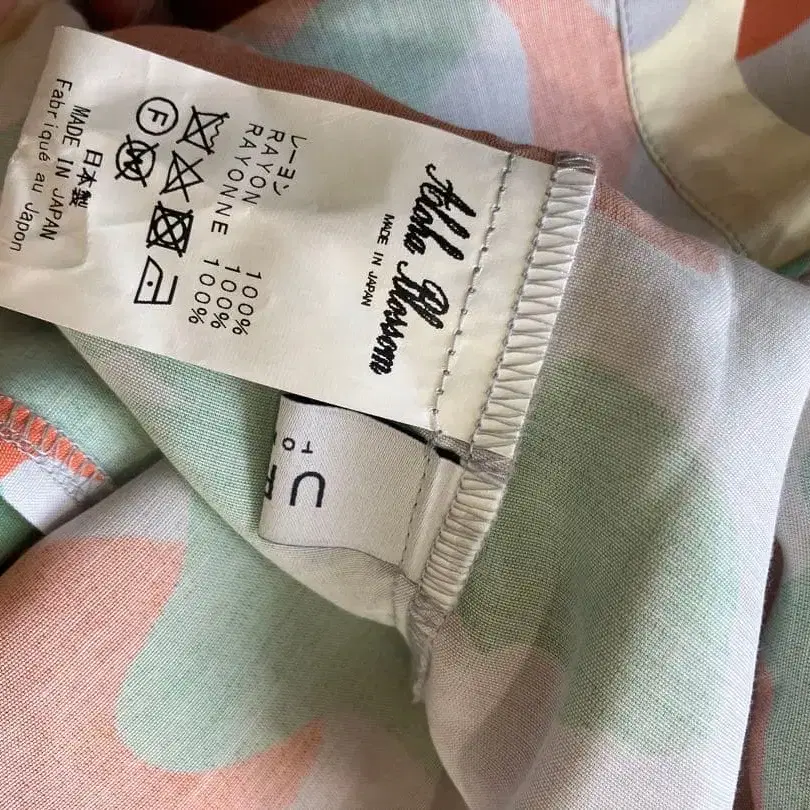 Aloha Blossom
MADE IN JAPAN
レーヨン 100%
RAYON 100%
RAYONNE 100%
F
W
日本製
MADE IN JAPAN
Fabriqué au Japon
U
TO